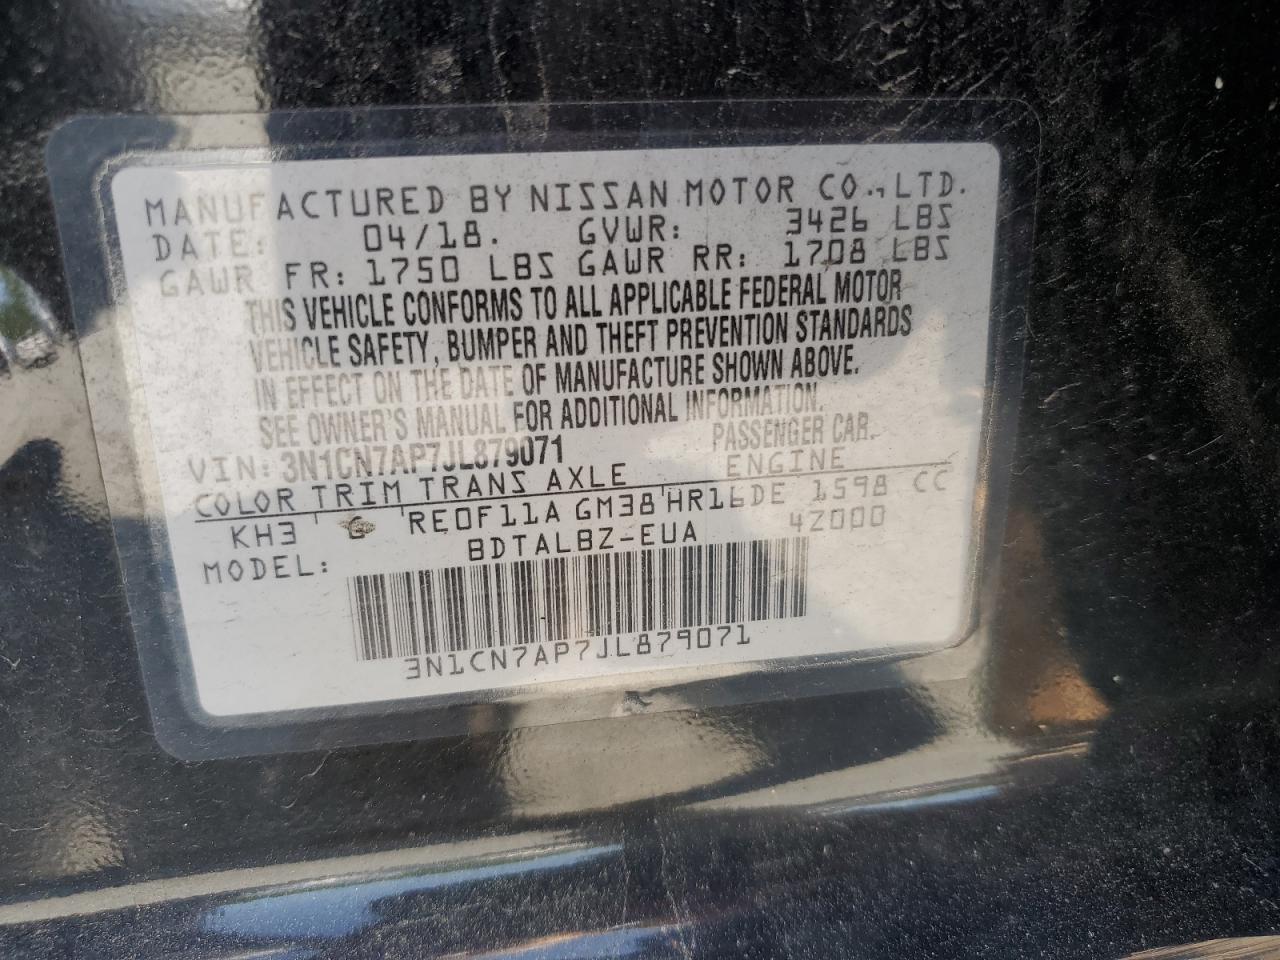 MANUFACTURED BY NISSAN MOTOR CO., LTD.
DATE: 04/18. GVWR: 3426 LBS
GAWR FR: 1750 LBS GAWR RR: 1708 LBS
THIS VEHICLE CONFORMS TO ALL APPLICABLE FEDERAL MOTOR
VEHICLE SAFETY, BUMPER AND THEFT PREVENTION STANDARDS
IN EFFECT ON THE DATE OF MANUFACTURE SHOWN ABOVE.
SEE OWNER'S MANUAL FOR ADDITIONAL INFORMATION.
VIN: 3N1CN7AP7JL879071 PASSENGER CAR.
COLOR TRIM TRANS AXLE ENGINE
KH3 G RE0F11A GM38 HR16DE 1598 CC
MODEL: BDTALBZ-EUA 4Z000
3N1CN7AP7JL879071